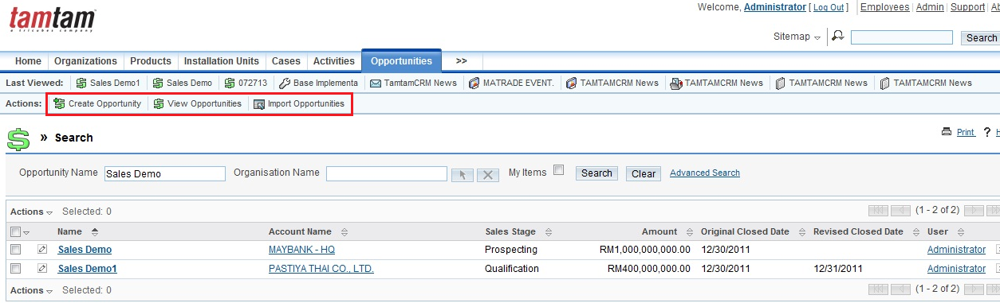 Welcome, Administrator [ Log Out ] Employees Admin Support
tamtam
a tricubes company
Sitemap Search
Home Organizations Products Installation Units Cases Activities Opportunities >>
Last Viewed: Sales Demo1 Sales Demo 072713 Base Implementa TamtamCRM News MATRADE EVENT. TAMTAMCRM News TAMTAMCRM News TAMTAMCRM News TAMTAMCRM News
Actions: Create Opportunity View Opportunities Import Opportunities
$ » Search Print ?
Opportunity Name Sales Demo Organisation Name My Items Search Clear Advanced Search
Actions Selected: 0 (1 - 2 of 2)
Name Account Name Sales Stage Amount Original Closed Date Revised Closed Date User
Sales Demo MAYBANK - HQ Prospecting RM1,000,000,000.00 12/30/2011 Administrator
Sales Demo1 PASTIYA THAI CO., LTD. Qualification RM400,000,000.00 12/30/2011 12/31/2011 Administrator
Actions Selected: 0 (1 - 2 of 2)